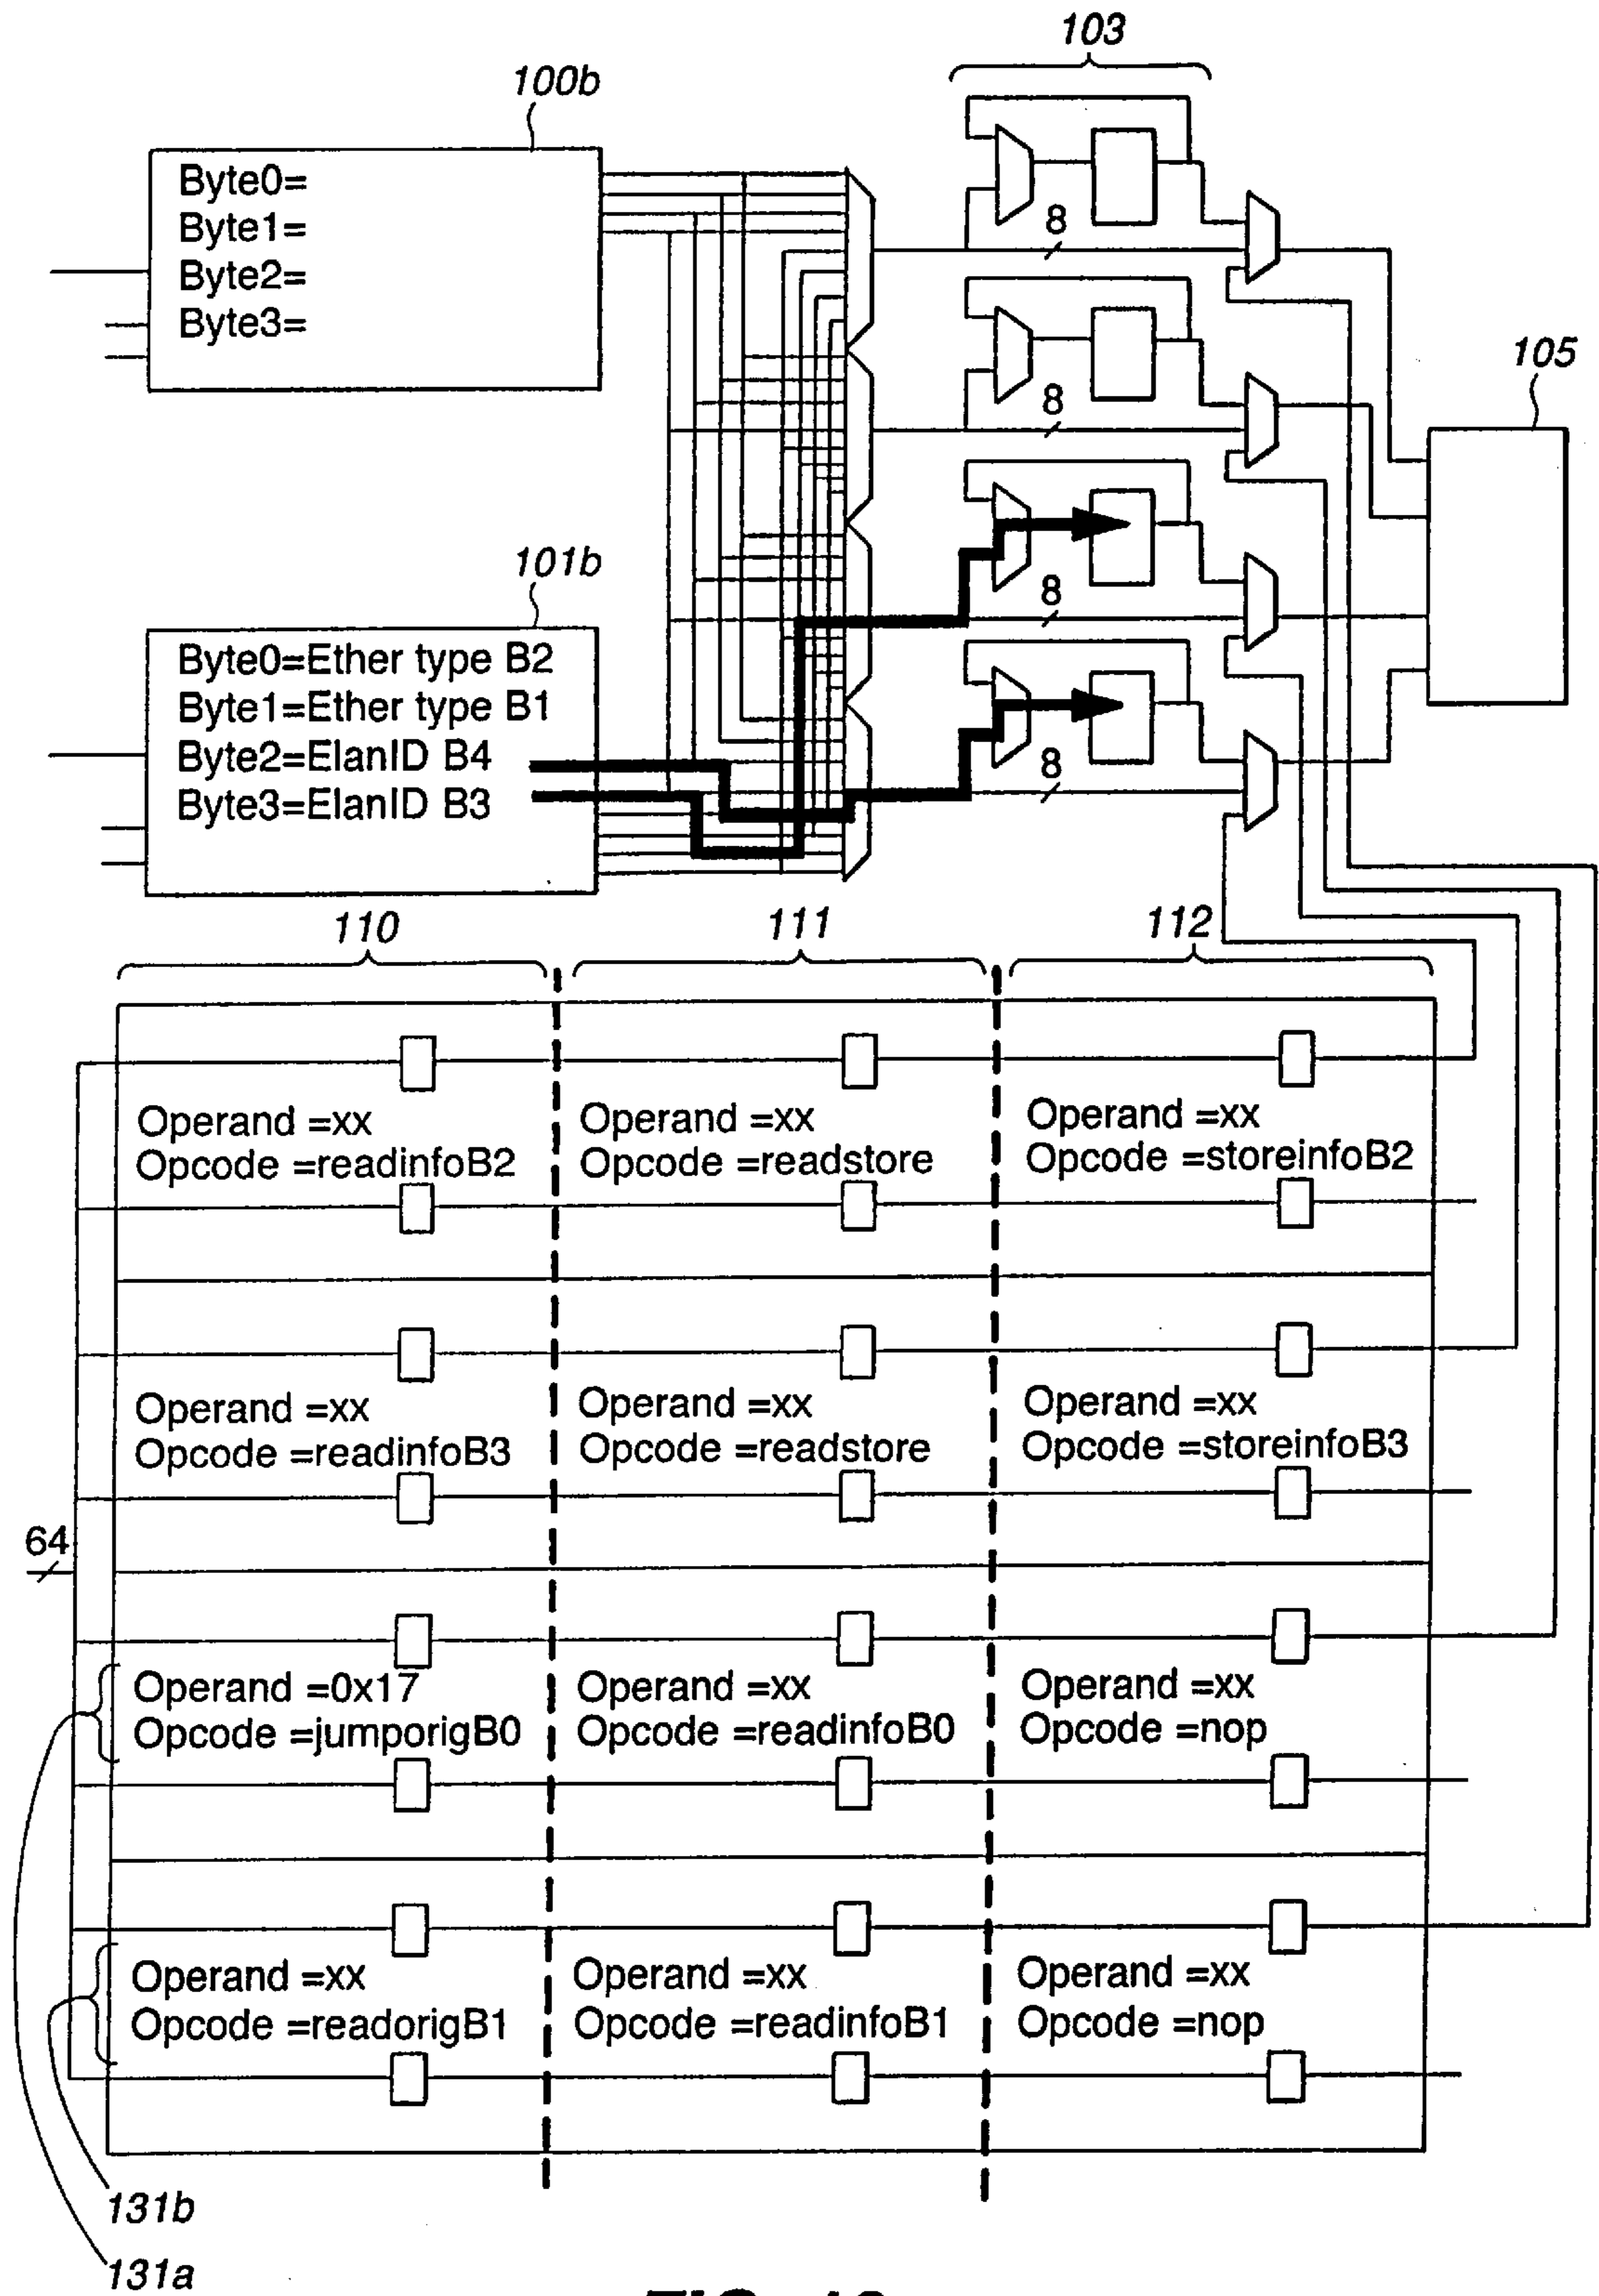 103
100b
Byte0=
Byte1=
Byte2=
Byte3=
8
8
105
101b
8
Byte0=Ether type B2
Byte1=Ether type B1
Byte2=ElanID B4
Byte3=ElanID B3
8
110
111
112
Operand =xx
Opcode =readinfoB2
Operand =xx
Opcode =readstore
Operand =xx
Opcode =storeinfoB2
Operand =xx
Opcode =readinfoB3
Operand =xx
Opcode =readstore
Operand =xx
Opcode =storeinfoB3
64
Operand =0x17
Opcode =jumporigB0
Operand =xx
Opcode =readinfoB0
Operand =xx
Opcode =nop
Operand =xx
Opcode =readorigB1
Operand =xx
Opcode =readinfoB1
Operand =xx
Opcode =nop
131b
131a